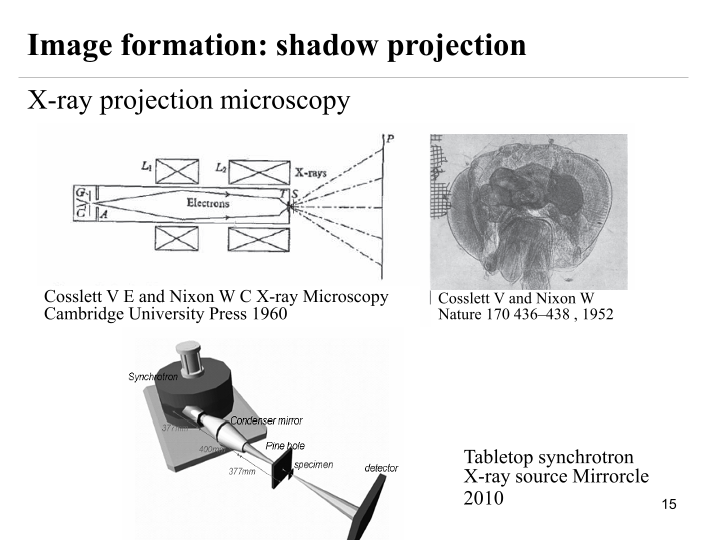 Image formation: shadow projection
X-ray projection microscopy
P
L1
L2
X-rays
G
T S
Electrons
C
A
Cosslett V E and Nixon W C X-ray Microscopy
Cambridge University Press 1960
Cosslett V and Nixon W
Nature 170 436–438 , 1952
Synchrotron
377mm
Condenser mirror
400mm
Pine hole
377mm
specimen
detector
Tabletop synchrotron
X-ray source Mirrorcle
2010
15